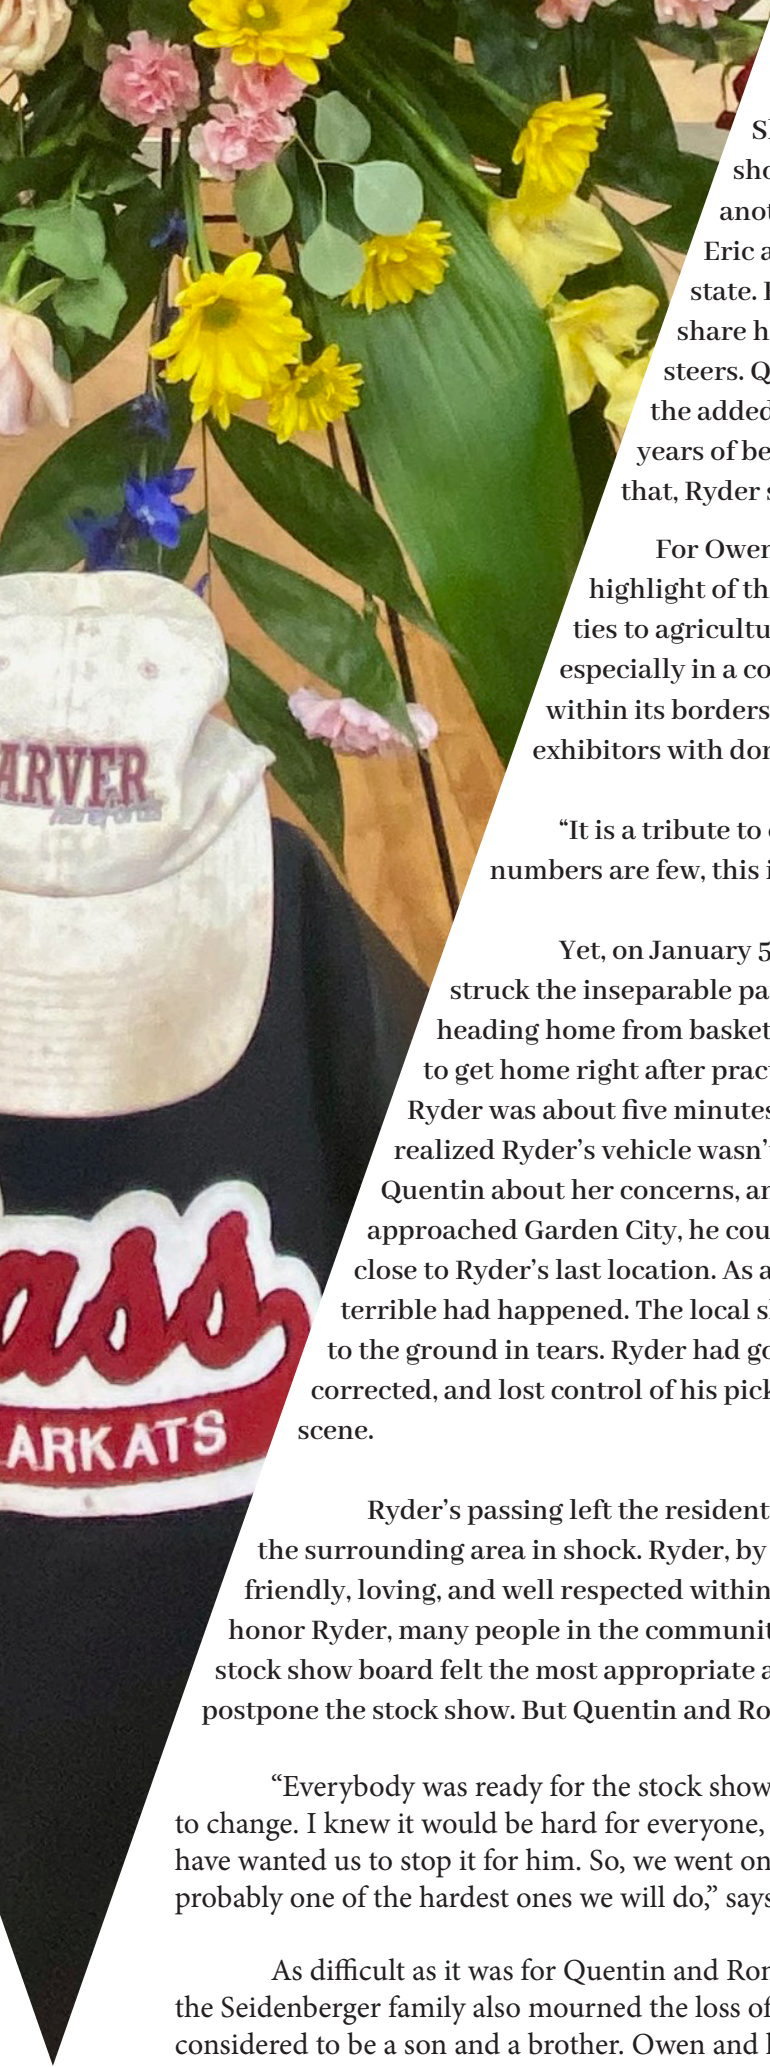 ARVER
ass
ARKATS
sho
Eric a
state.
share h
steers. Q
the added
years of be
that, Ryder s
For Owen
highlight of th
ties to agricultu
especially in a co
within its borders
exhibitors with don
“It is a tribute to
numbers are few, this i
Yet, on January 5
struck the inseparable pa
heading home from basket
to get home right after prac
Ryder was about five minutes
realized Ryder’s vehicle wasn’
Quentin about her concerns, an
approached Garden City, he cou
close to Ryder’s last location. As a
terrible had happened. The local s
to the ground in tears. Ryder had go
corrected, and lost control of his pick
scene.
Ryder’s passing left the resident
the surrounding area in shock. Ryder, by
friendly, loving, and well respected within
honor Ryder, many people in the communit
stock show board felt the most appropriate a
postpone the stock show. But Quentin and Ro
“Everybody was ready for the stock show
to change. I knew it would be hard for everyone,
have wanted us to stop it for him. So, we went on
probably one of the hardest ones we will do,” says
As difficult as it was for Quentin and Ron
the Seidenberger family also mourned the loss of
considered to be a son and a brother. Owen and